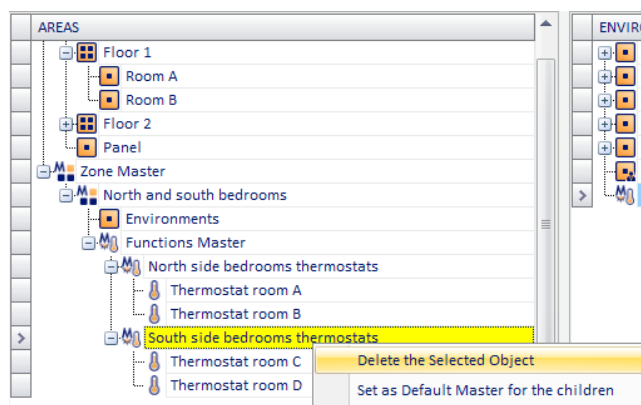 AREAS
Floor 1
Room A
Room B
Floor 2
Panel
Zone Master
North and south bedrooms
Environments
Functions Master
North side bedrooms thermostats
Thermostat room A
Thermostat room B
South side bedrooms thermostats
Thermostat room C
Thermostat room D
Delete the Selected Object
Set as Default Master for the children